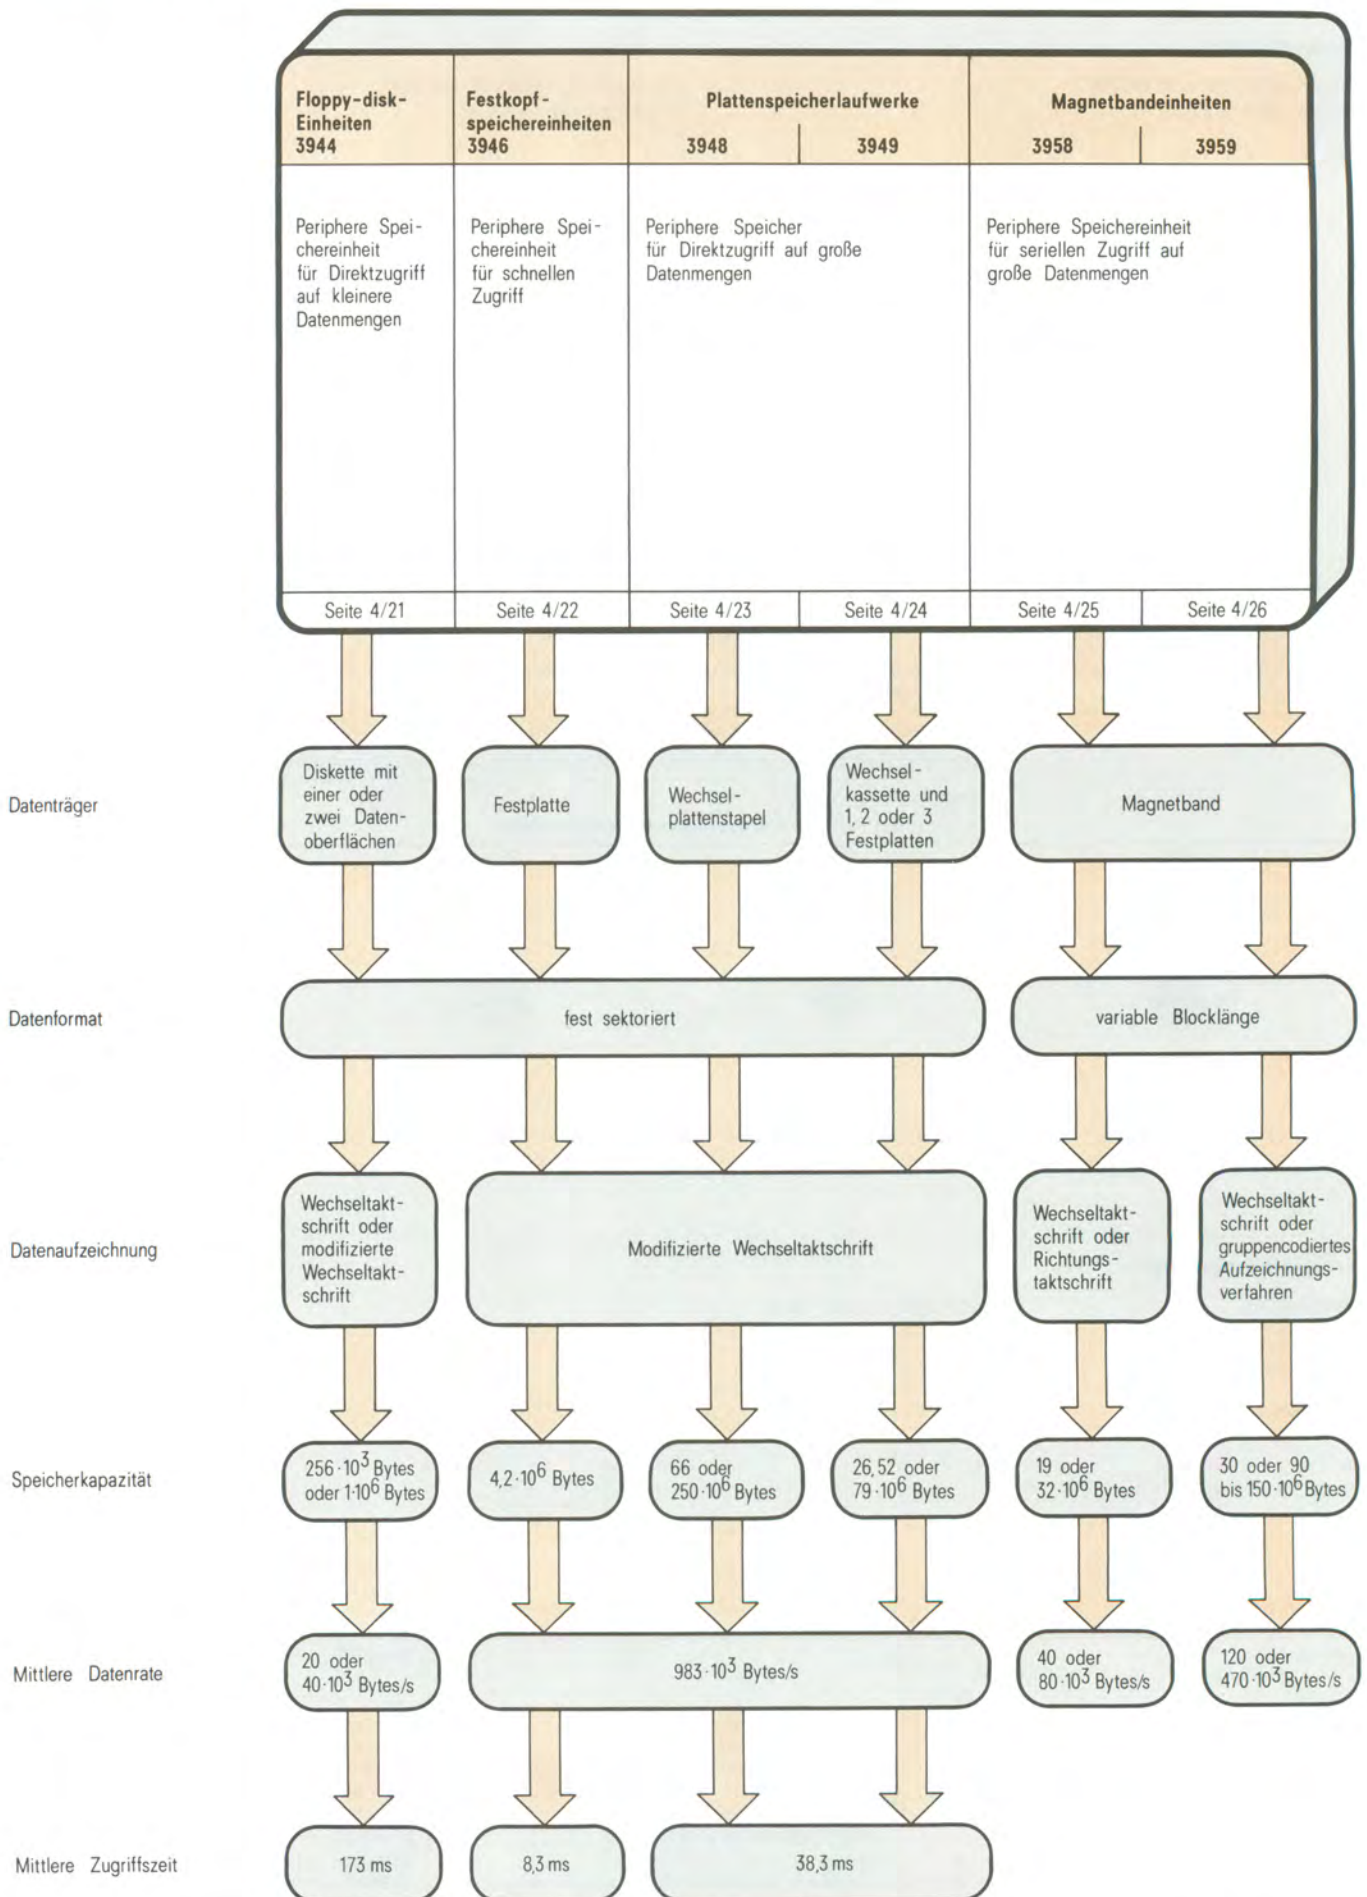 Floppy-disk-
Einheiten
3944
Festkopf-
speichereinheiten
3946
Plattenspeicherlaufwerke
3948
3949
Magnetbandeinheiten
3958
3959
Periphere Spei-
chereinheit
für Direktzugriff
auf kleinere
Datenmengen
Periphere Spei-
chereinheit
für schnellen
Zugriff
Periphere Speicher
für Direktzugriff auf große
Datenmengen
Periphere Speichereinheit
für seriellen Zugriff auf
große Datenmengen
Seite 4/21
Seite 4/22
Seite 4/23
Seite 4/24
Seite 4/25
Seite 4/26
Datenträger
Diskette mit
einer oder
zwei Daten-
oberflächen
Festplatte
Wechsel-
plattenstapel
Wechsel-
kassette und
1, 2 oder 3
Festplatten
Magnetband
Datenformat
fest sektoriert
variable Blocklänge
Datenaufzeichnung
Wechseltakt-
schrift oder
modifizierte
Wechseltakt-
schrift
Modifizierte Wechseltaktschrift
Wechseltakt-
schrift oder
Richtungs-
taktschrift
Wechseltakt-
schrift oder
gruppencodiertes
Aufzeichnungs-
verfahren
Speicherkapazität
256·10³ Bytes
oder 1·10⁶ Bytes
4,2·10⁶ Bytes
66 oder
250·10⁶ Bytes
26,52 oder
79·10⁶ Bytes
19 oder
32·10⁶ Bytes
30 oder 90
bis 150·10⁶ Bytes
Mittlere Datenrate
20 oder
40·10³ Bytes/s
983·10³ Bytes/s
40 oder
80·10³ Bytes/s
120 oder
470·10³ Bytes/s
Mittlere Zugriffszeit
173 ms
8,3 ms
38,3 ms